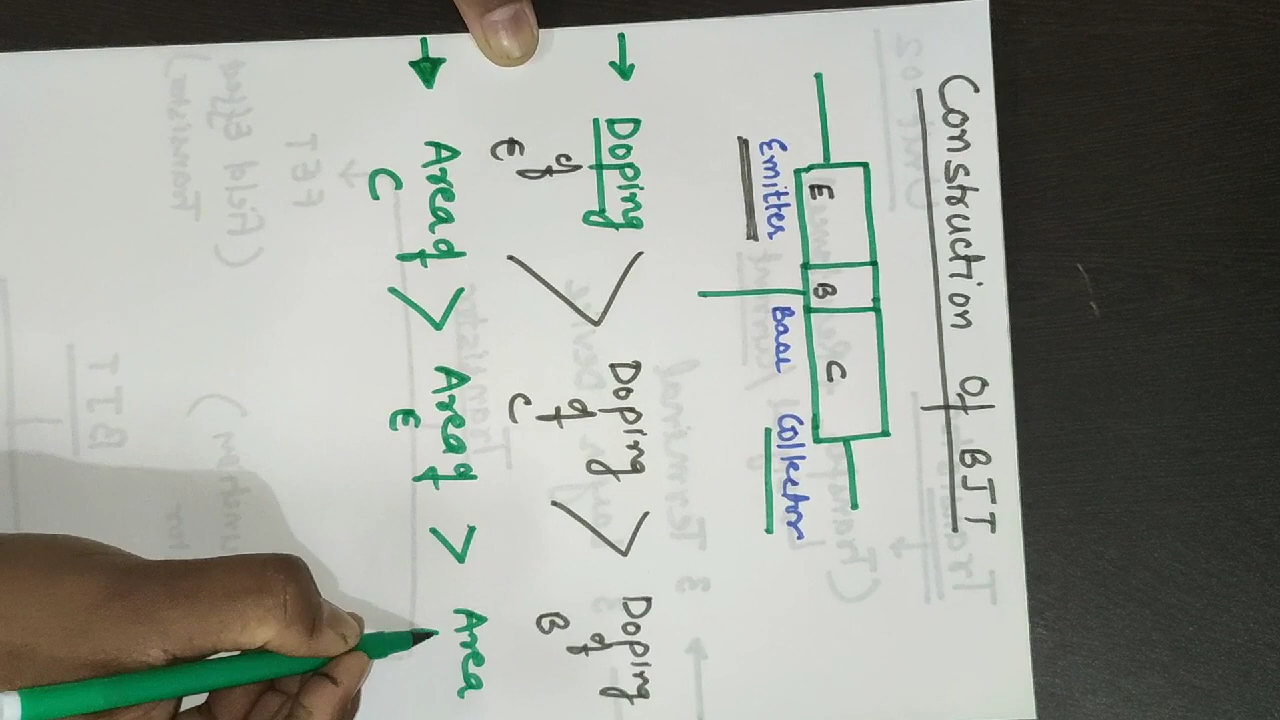 Construction of BJT
E B C
Emitter Base Collector
→ Doping of E > Doping of C > Doping of B
→ Area of C > Area of E > Area